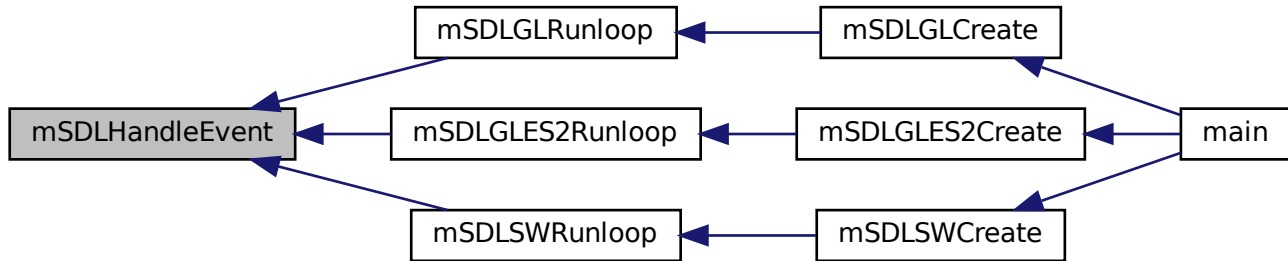 mSDLGLRunloop
mSDLGLCreate
mSDLHandleEvent
mSDLGLES2Runloop
mSDLGLES2Create
main
mSDLSWRunloop
mSDLSWCreate